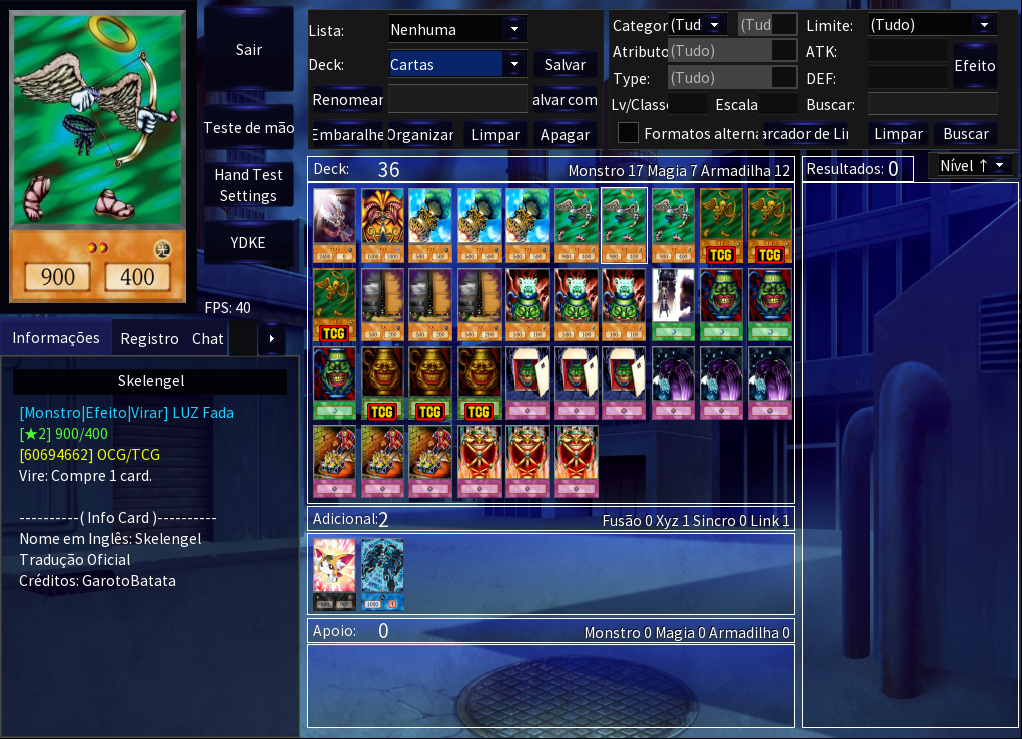 900
400
Sair
Teste de mão
Hand Test
Settings
YDKE
FPS: 40
Lista:
Nenhuma
Deck:
Cartas
Salvar
Renomear
alvar com
Embaralhe
Organizar
Limpar
Apagar
Categor
(Tud
(Tud
Limite:
(Tudo)
Atributo
(Tudo)
ATK:
Efeito
Type:
(Tudo)
DEF:
Lv/Classe
Escala
Buscar:
Formatos alterna
arcador de Lin
Limpar
Buscar
Deck:
36
Monstro 17 Magia 7 Armadilha 12
Resultados: 0
Nível ↑
TCG
TCG
TCG
TCG
TCG
TCG
Adicional:2
Fusão 0 Xyz 1 Sincro 0 Link 1
Apoio:
0
Monstro 0 Magia 0 Armadilha 0
Informações
Registro
Chat
Skelengel
[Monstro|Efeito|Virar] LUZ Fada
[★2] 900/400
[60694662] OCG/TCG
Vire: Compre 1 card.
----------( Info Card )----------
Nome em Inglês: Skelengel
Tradução Oficial
Créditos: GarotoBatata